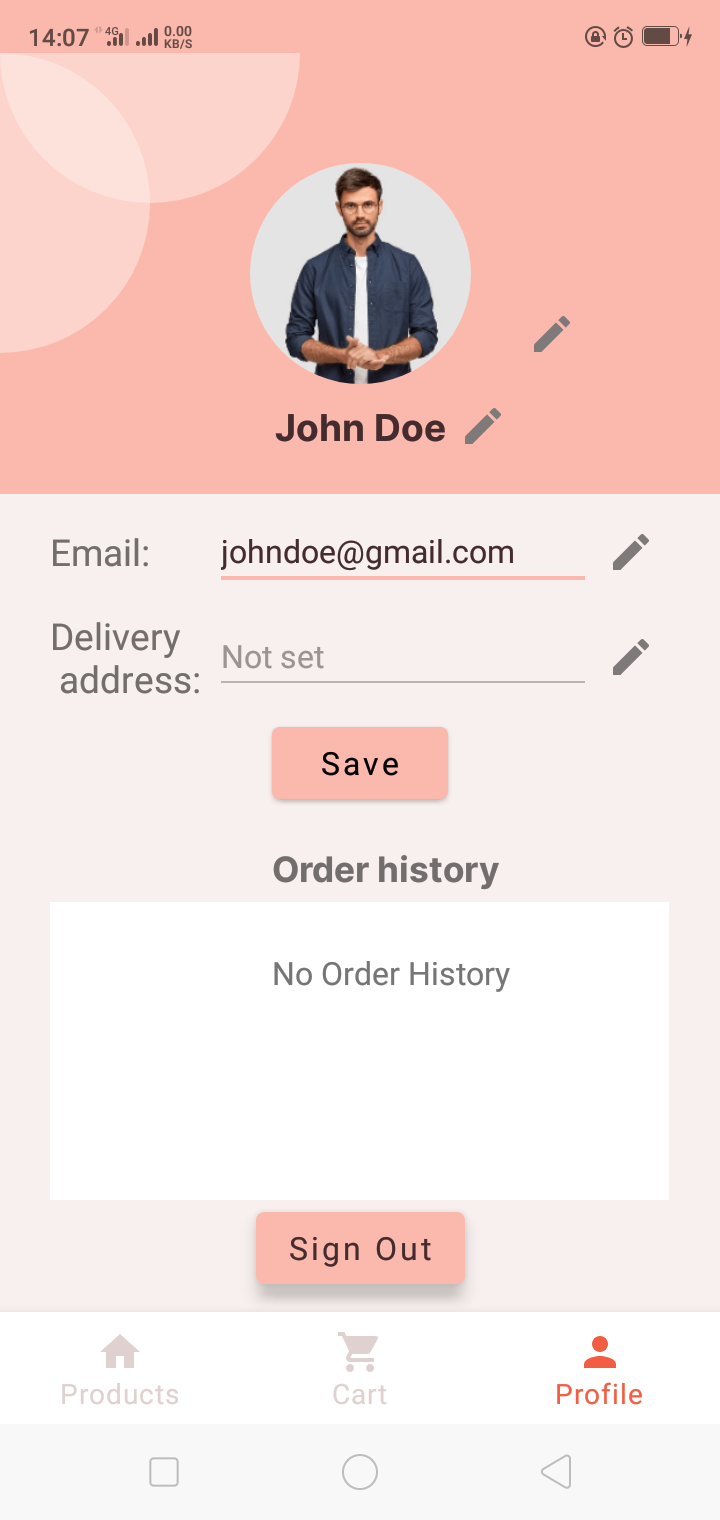 14:07 4G 0.00 KB/S
John Doe
Email: johndoe@gmail.com
Delivery
address: Not set
Save
Order history
No Order History
Sign Out
Products Cart Profile